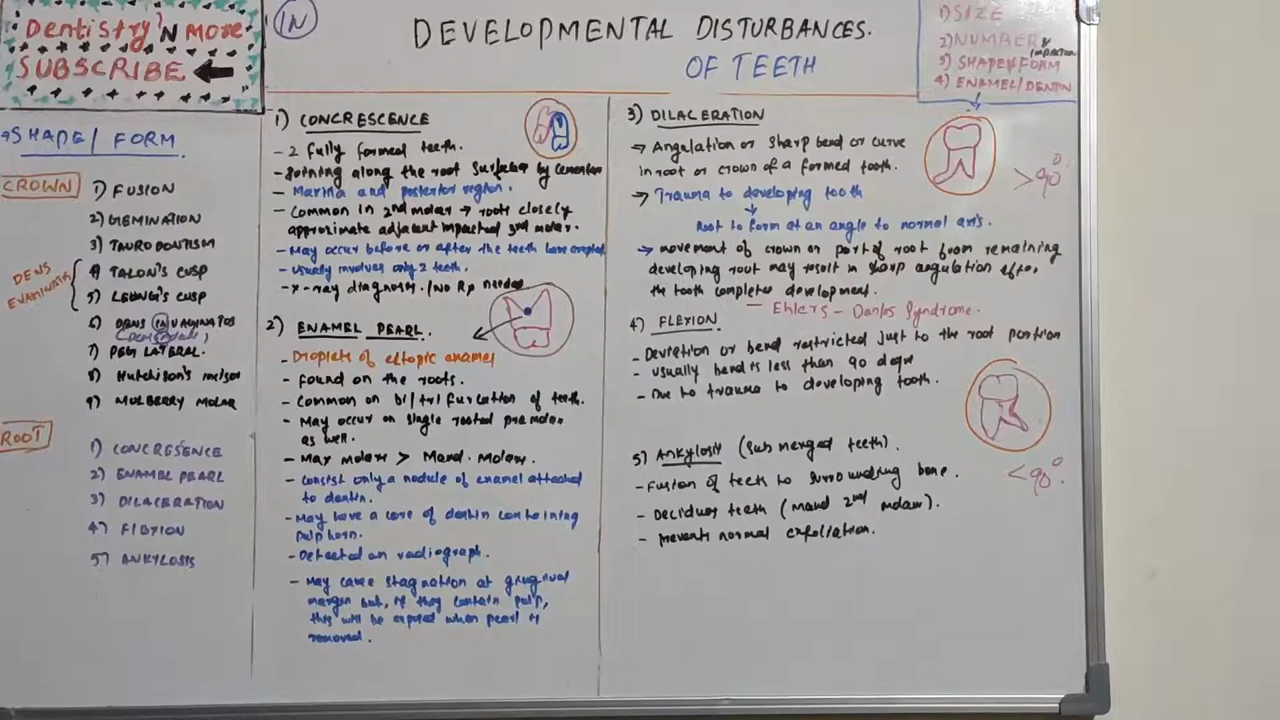 Dentistry'N More
SUBSCRIBE
IN
DEVELOPMENTAL DISTURBANCES.
OF TEETH
1) SIZE
2) NUMBER &
IMPACTION
3) SHAPE & FORM
4) ENAMEL/DENTIN
→ SHAPE/ FORM
CROWN
1) FUSION
2) GEMINATION
3) TAURODONTISM
4) TALON'S CUSP
5) LEUNG'S CUSP
DENS
EVAGINATUS
6) DENS IN VAGINATUS
7) PEG LATERAL.
8) Hutchison's incisor
9) MULBERRY MOLAR
ROOT
1) CONCRESENCE
2) ENAMEL PEARL
3) DILACERATION
4)
5) ANKYLOSIS
1) CONCRESCENCE
- 2 fully formed teeth.
- Joining along the root surface by cementum
- Maxilla and posterior region.
- Common in 2nd molar → roots closely
approximate adjacent impacted 3rd molar.
- May occur before or after the teeth have erupted
- Usually involves only 2 teeth.
- X-ray diagnosis /No Rx needed
2) ENAMEL PEARL.
- Droplets of ectopic enamel
- Found on the roots.
- Common on bi/tri furcation of teeth.
- May occur on single rooted premolar
as well.
- Max molars > Mand. Molars.
- Consist only a nodule of enamel attached
to dentin.
- May have a core of dentin containing
pulp horn.
- Detected on radiograph.
- May cause stagnation at gingival
margin but, if they contain pulp,
this will be exposed when pearl is
removed.
3) DILACERATION
→ Angulation or sharp bend or curve
in root or crown of a formed tooth.
→ Trauma to developing tooth
Root to form at an angle to normal axis.
→ movement of crown or part of root from remaining
developing root may result in sharp angulation after
the tooth completes development.
- Ehlers - Danlos Syndrome.
>90°
4) FLEXION
- Deviation or bend restricted just to the root portion
- usually bend is less than 90 degree
- Due to trauma to developing tooth.
<90°.
5) Ankylosis (Submerged teeth).
- Fusion of teeth to surrounding bone.
- Deciduous teeth (mand 2nd molar).
- prevents normal exfoliation.